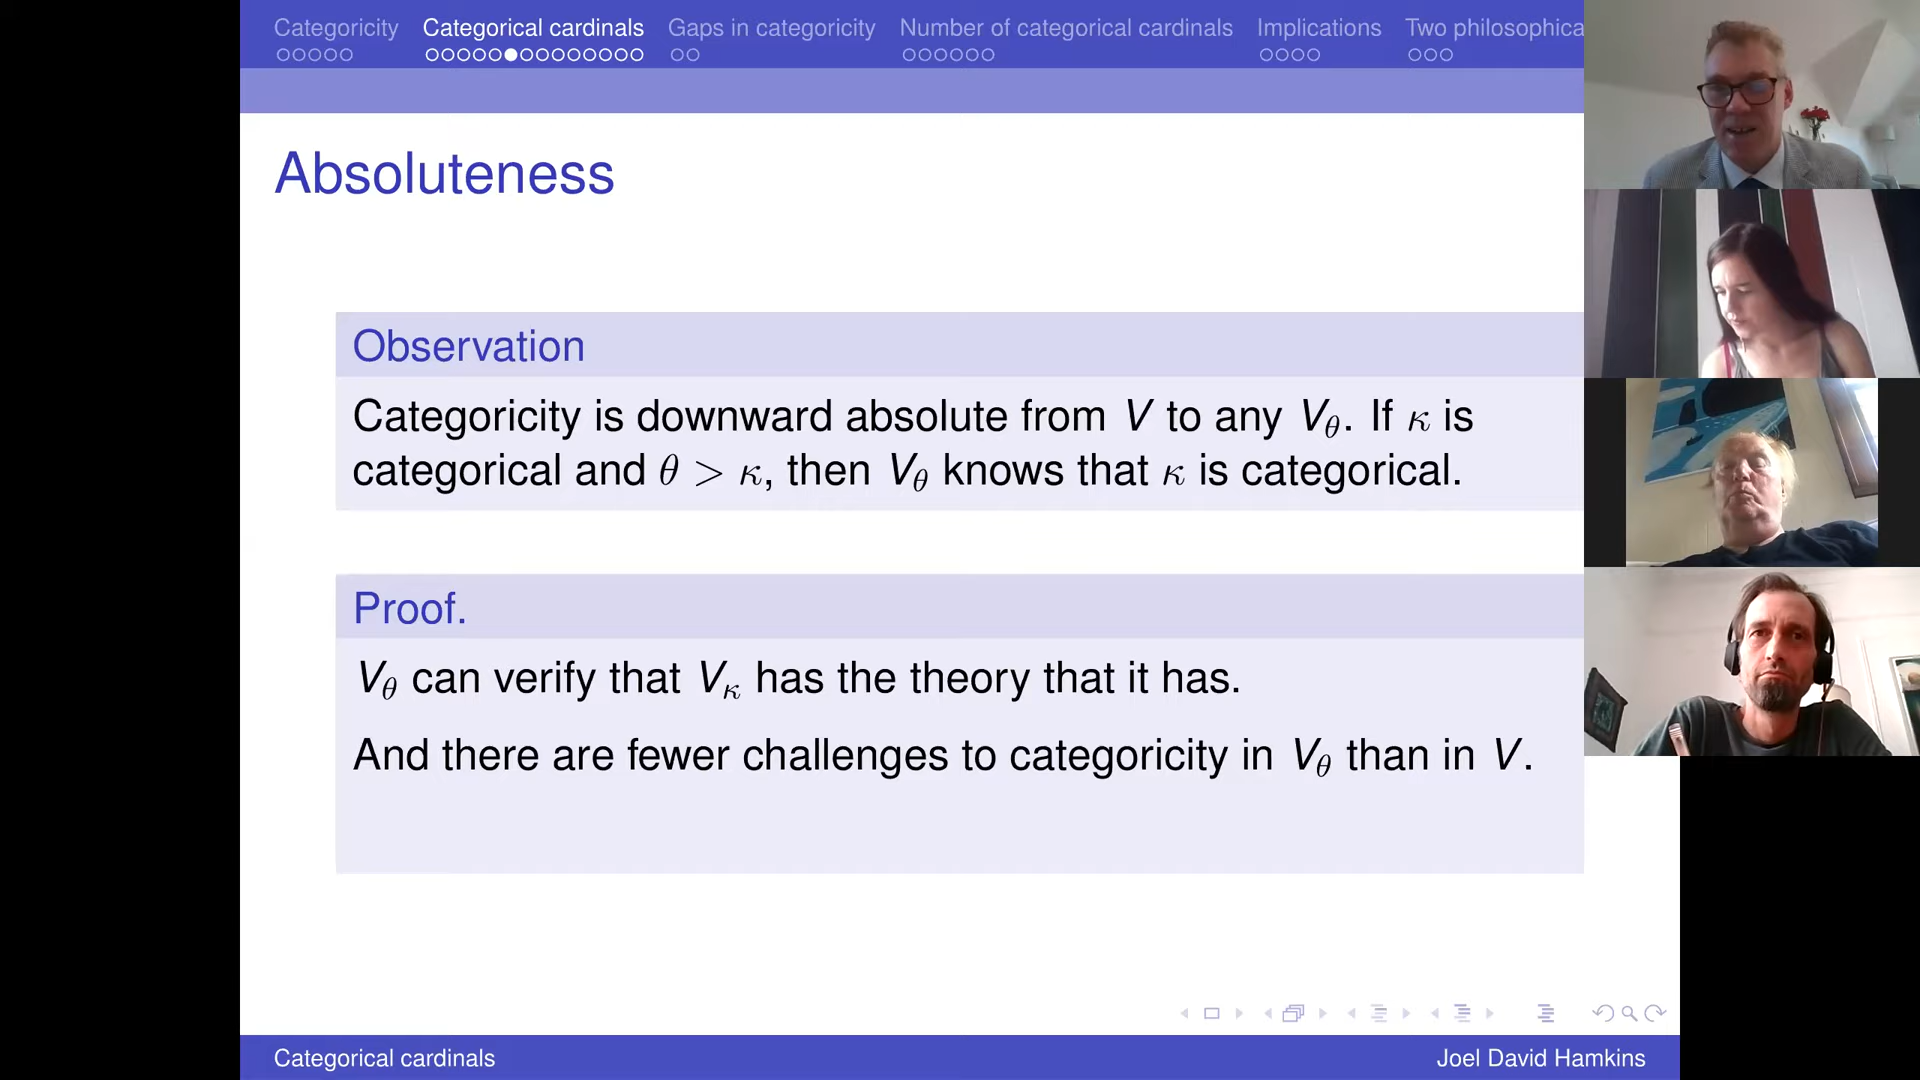 Categoricity Categorical cardinals Gaps in categoricity Number of categorical cardinals Implications Two philosophica
Absoluteness
Observation
Categoricity is downward absolute from V to any V_θ. If κ is
categorical and θ > κ, then V_θ knows that κ is categorical.
Proof.
V_θ can verify that V_κ has the theory that it has.
And there are fewer challenges to categoricity in V_θ than in V.
Categorical cardinals Joel David Hamkins